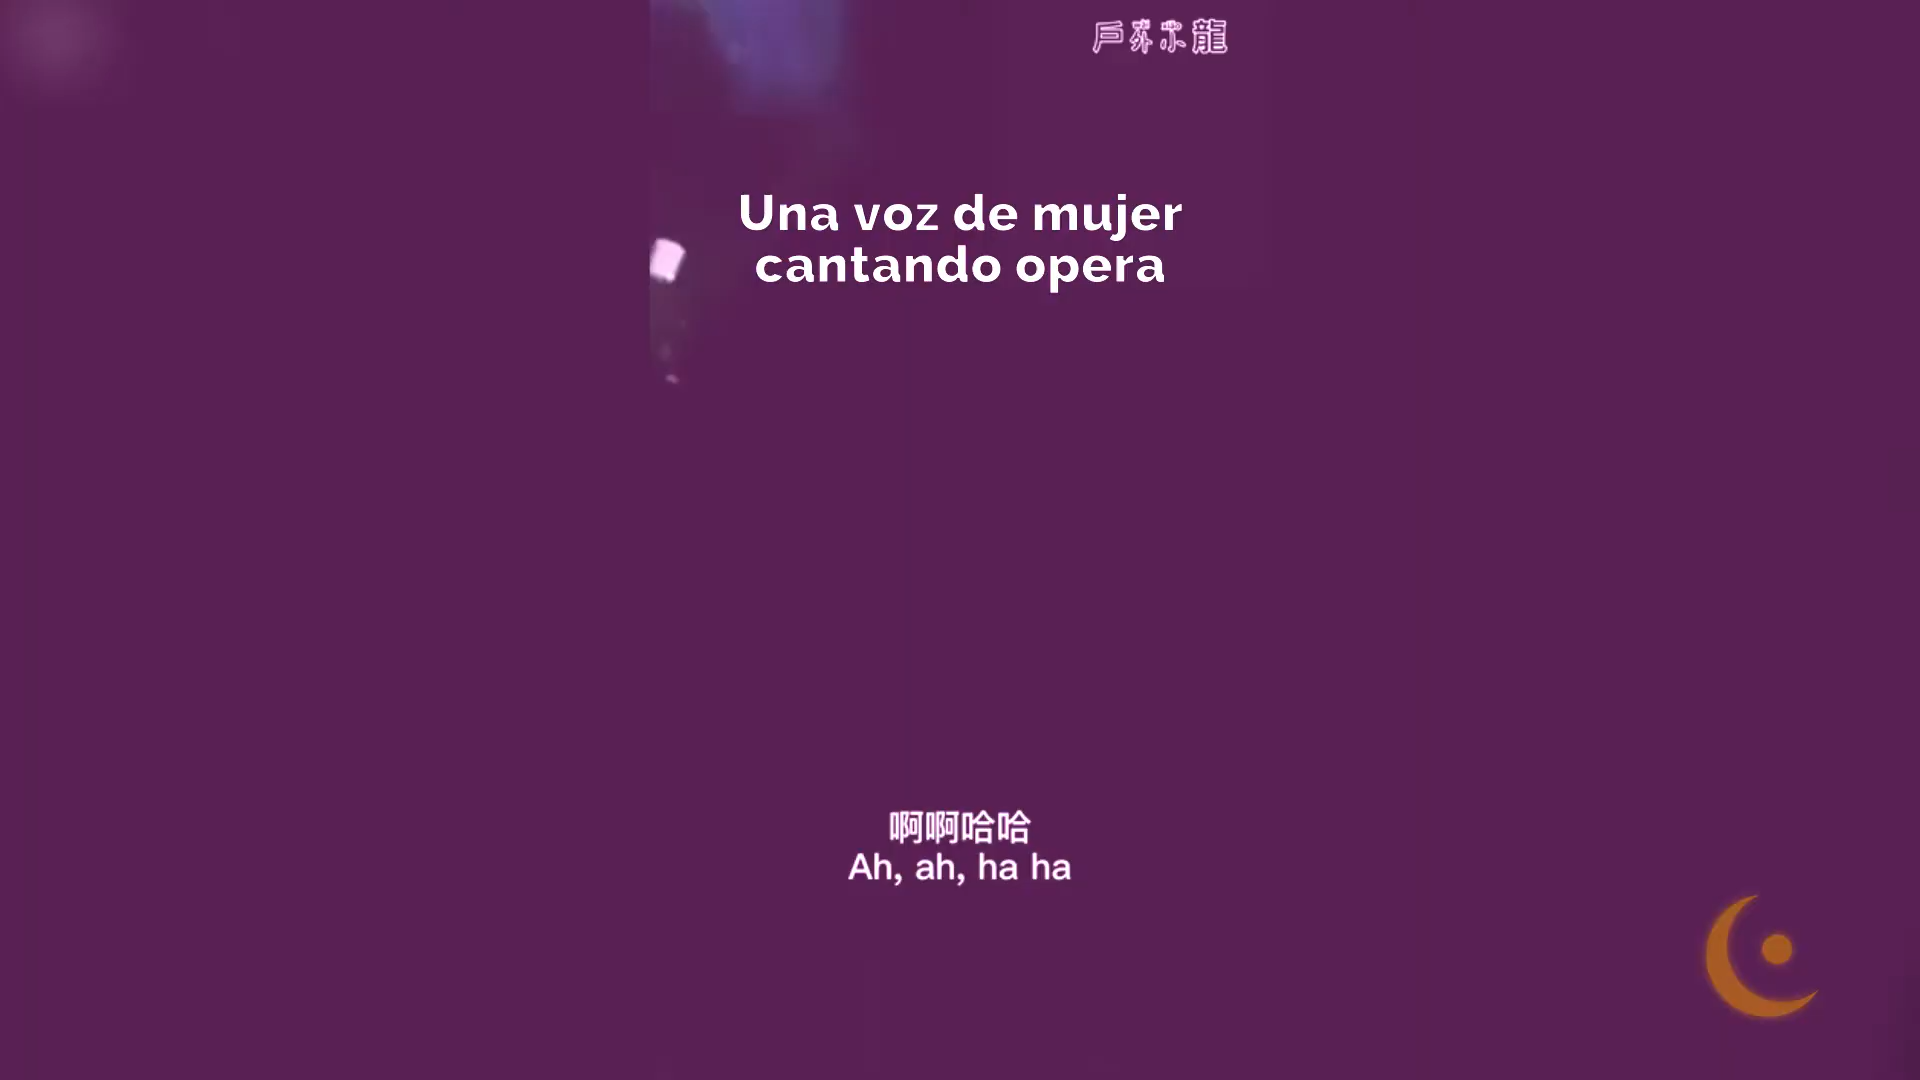 Una voz de mujer
cantando opera
啊啊哈哈
Ah, ah, ha ha